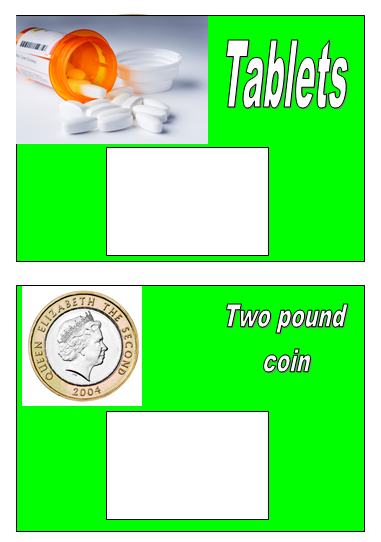 Tablets
QUEEN ELIZABETH THE SECOND
2004
Two pound
coin